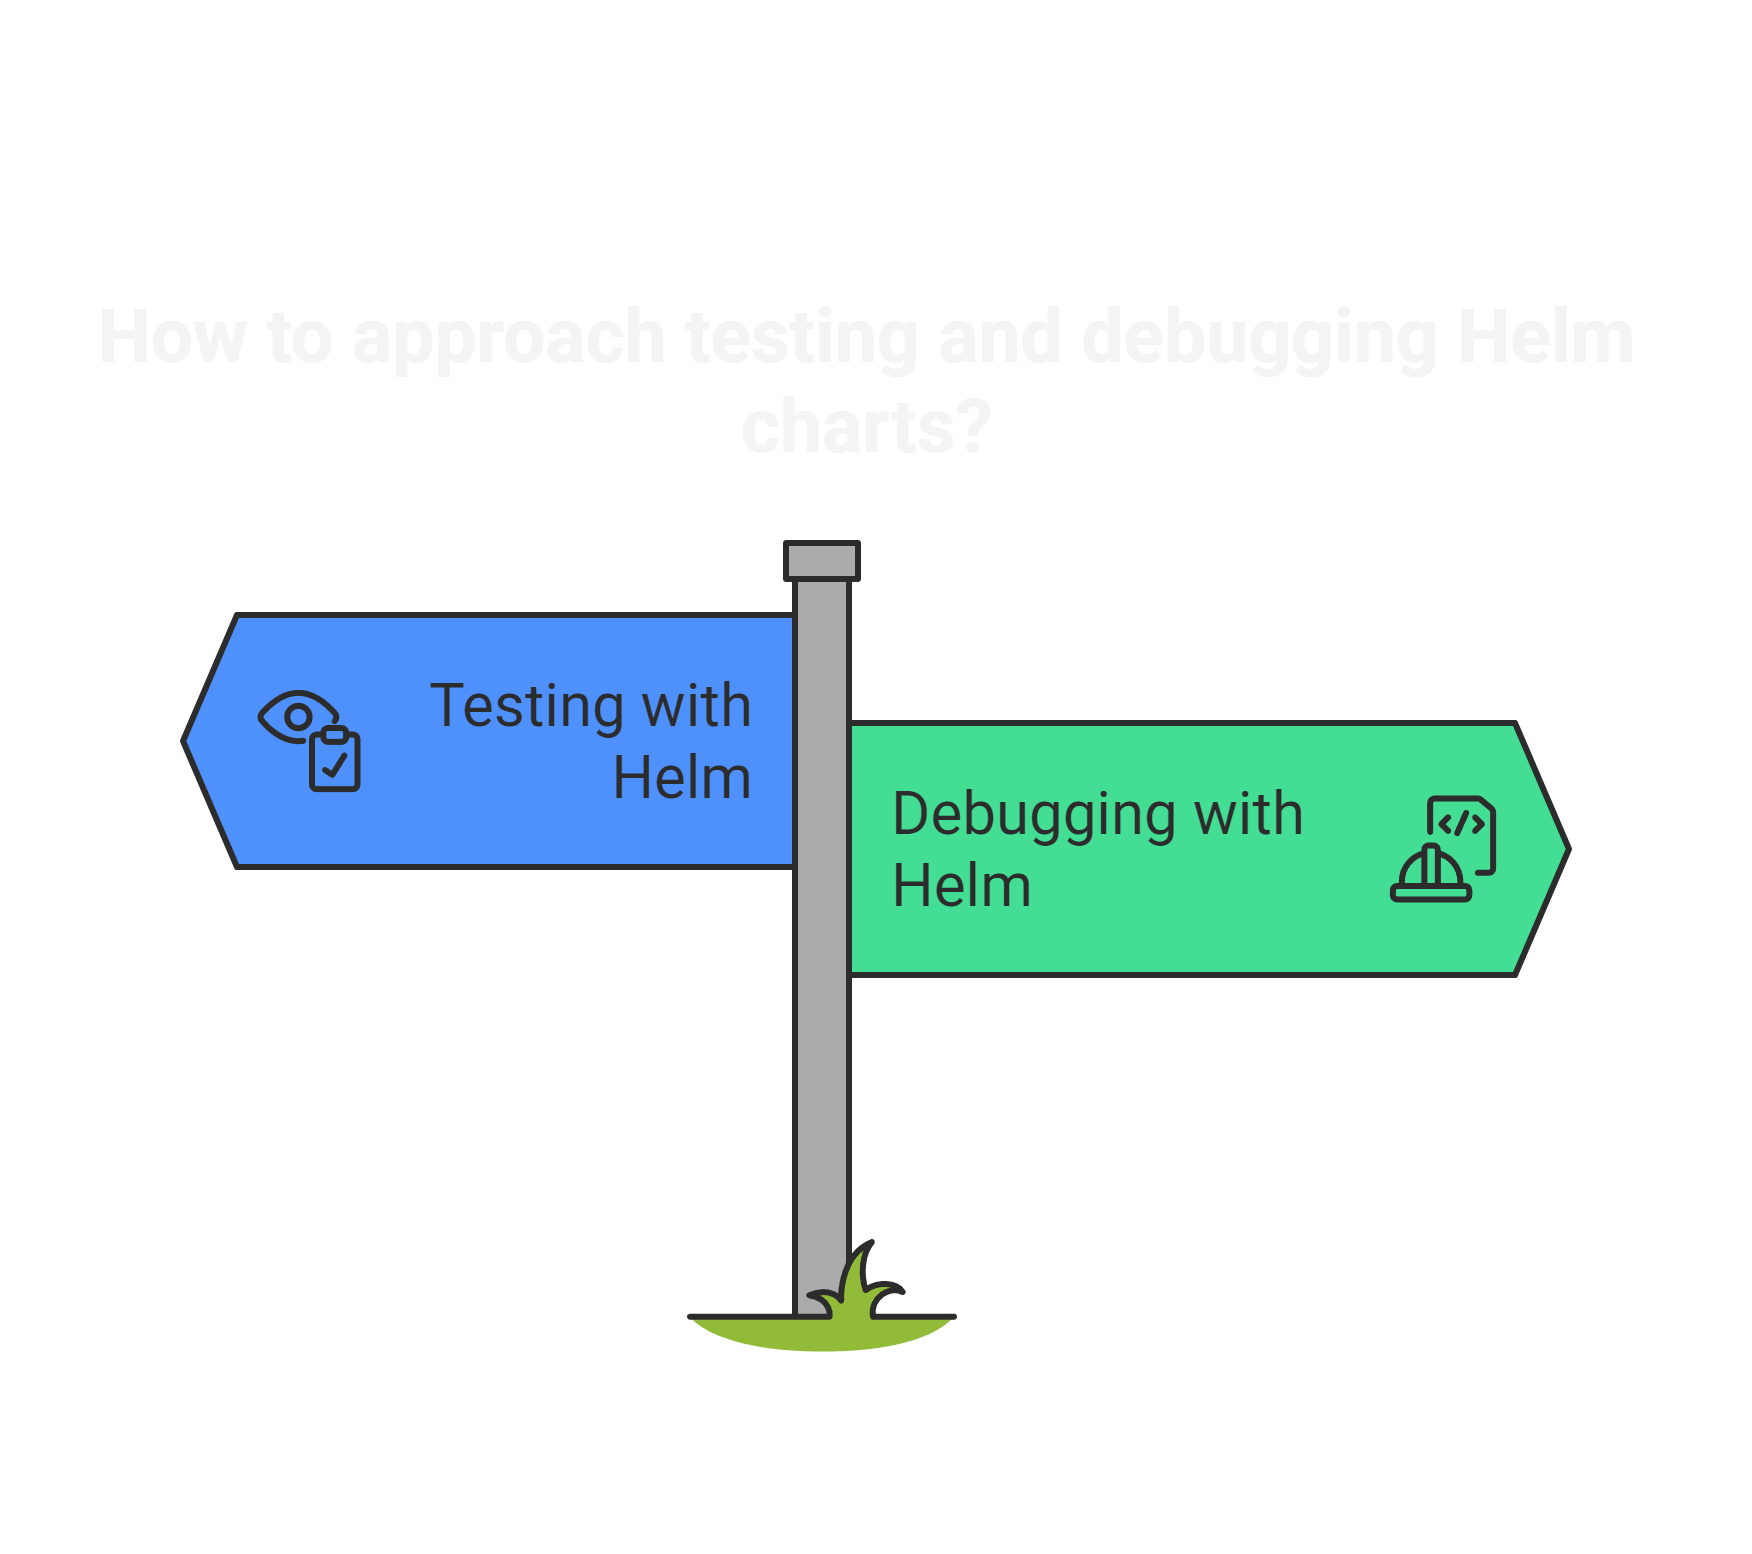 How to approach testing and debugging Helm
charts?
Testing with
Helm
Debugging with
Helm